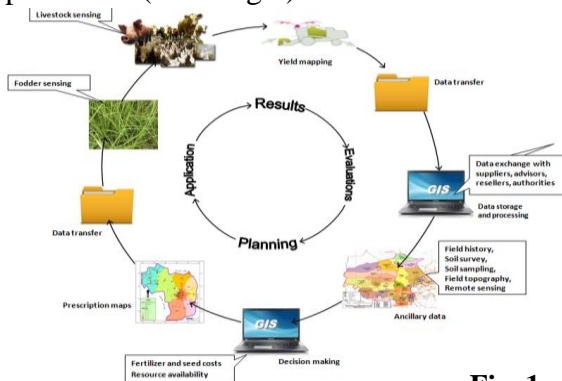 Livestock sensing
Yield mapping
Fodder sensing
Data transfer
Results
Evaluations
Planning
Application
GIS
Data exchange with
suppliers, advisors,
resellers, authorities
Data storage
and processing
Data transfer
Field history,
Soil survey,
Soil sampling,
Field topography,
Remote sensing
Prescription maps
Ancillary data
GIS
Decision making
Fertilizer and seed costs
Resource availability